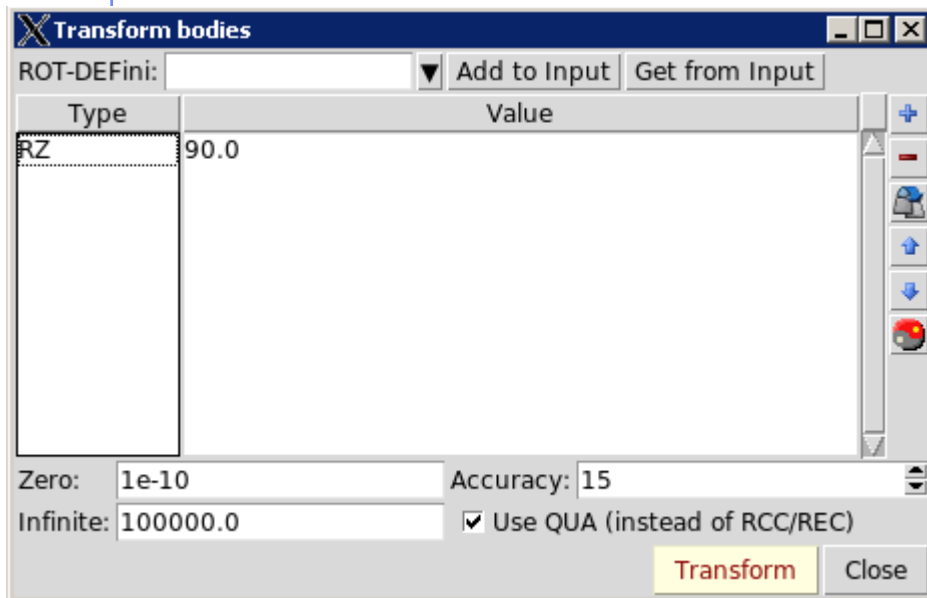 Transform bodies
ROT-DEFini: Add to Input Get from Input
Type Value
RZ 90.0
Zero: 1e-10 Accuracy: 15
Infinite: 100000.0 Use QUA (instead of RCC/REC)
Transform Close